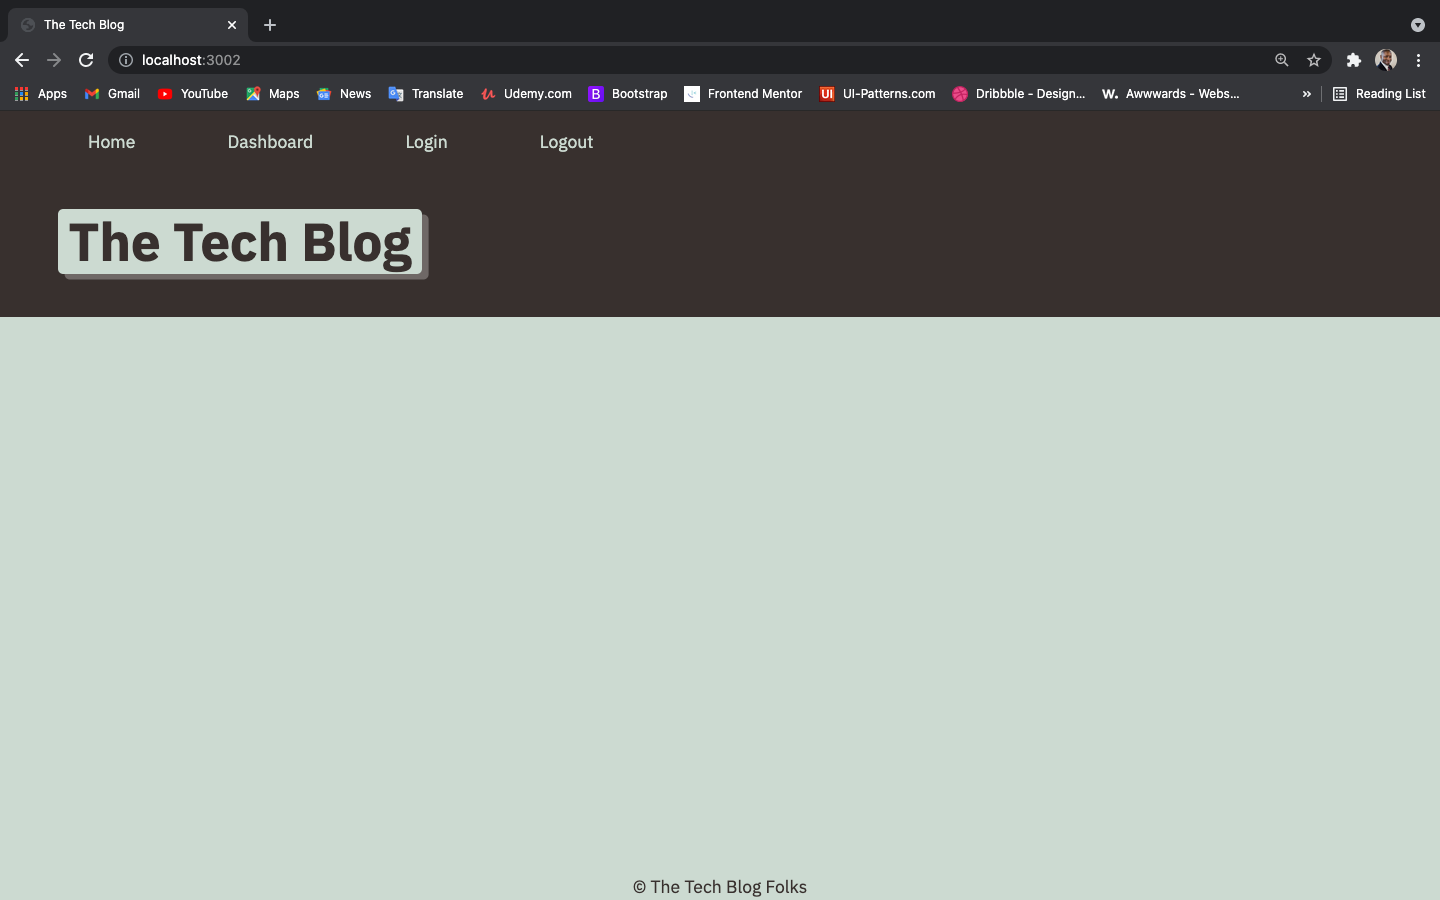 The Tech Blog
localhost:3002
Apps Gmail YouTube Maps News Translate Udemy.com B Bootstrap Frontend Mentor UI UI-Patterns.com Dribbble - Design... W. Awwwards - Webs... » Reading List
Home Dashboard Login Logout
The Tech Blog
© The Tech Blog Folks